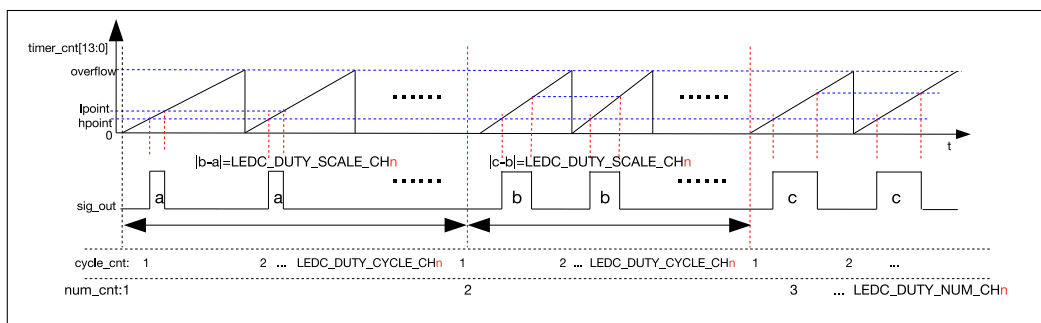 timer_cnt[13:0]
overflow
lpoint
hpoint
0
t
|b-a|=LEDC_DUTY_SCALE_CHn |c-b|=LEDC_DUTY_SCALE_CHn
sig_out a a b b c c
cycle_cnt: 1 2 ... LEDC_DUTY_CYCLE_CHn 1 2 ... LEDC_DUTY_CYCLE_CHn 1 2 ...
num_cnt:1 2 3 ... LEDC_DUTY_NUM_CHn